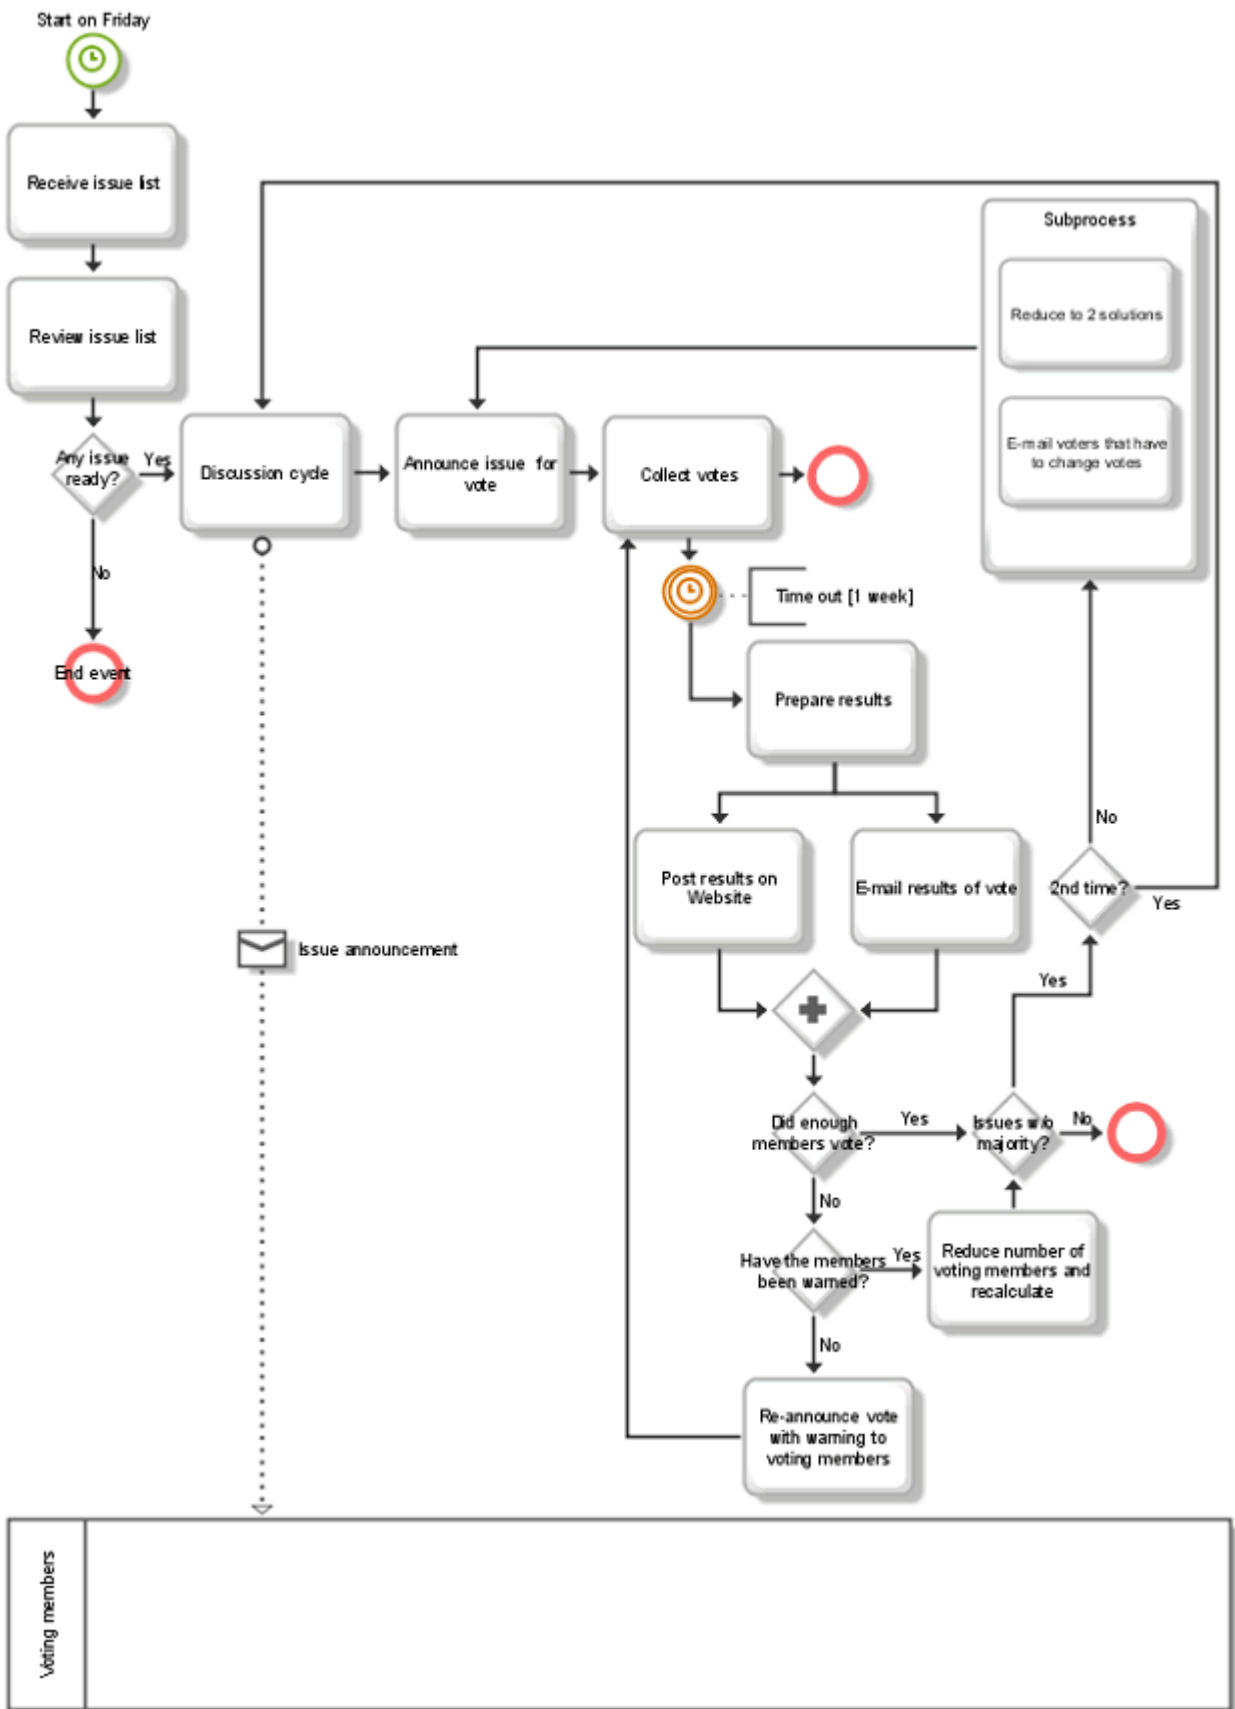 Start on Friday
Receive issue list
Review issue list
Any issue
ready?
Yes
No
End event
Discussion cycle
Announce issue for
vote
Collect votes
Subprocess
Reduce to 2 solutions
E-mail voters that have
to change votes
Time out [1 week]
Prepare results
Post results on
Website
E-mail results of vote
No
2nd time?
Yes
Issue announcement
Yes
Did enough
members vote?
Yes
Issues w/o
majority?
No
No
Have the members
been warned?
Yes
Reduce number of
voting members and
recalculate
No
Re-announce vote
with warning to
voting members
Voting members